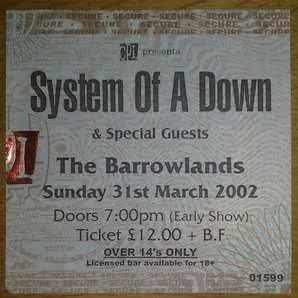 SECURE SECURE SECURE SECURE
presents
System Of A Down
& Special Guests
The Barrowlands
Sunday 31st March 2002
Doors 7:00pm (Early Show)
Ticket £12.00 + B.F
OVER 14's ONLY
Licensed bar available for 18+
01599